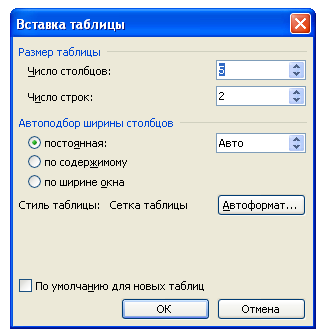 Вставка таблицы
Размер таблицы
Число столбцов: 5
Число строк: 2
Автоподбор ширины столбцов
постоянная: Авто
по содержимому
по ширине окна
Стиль таблицы: Сетка таблицы Автоформат...
По умолчанию для новых таблиц
ОК Отмена